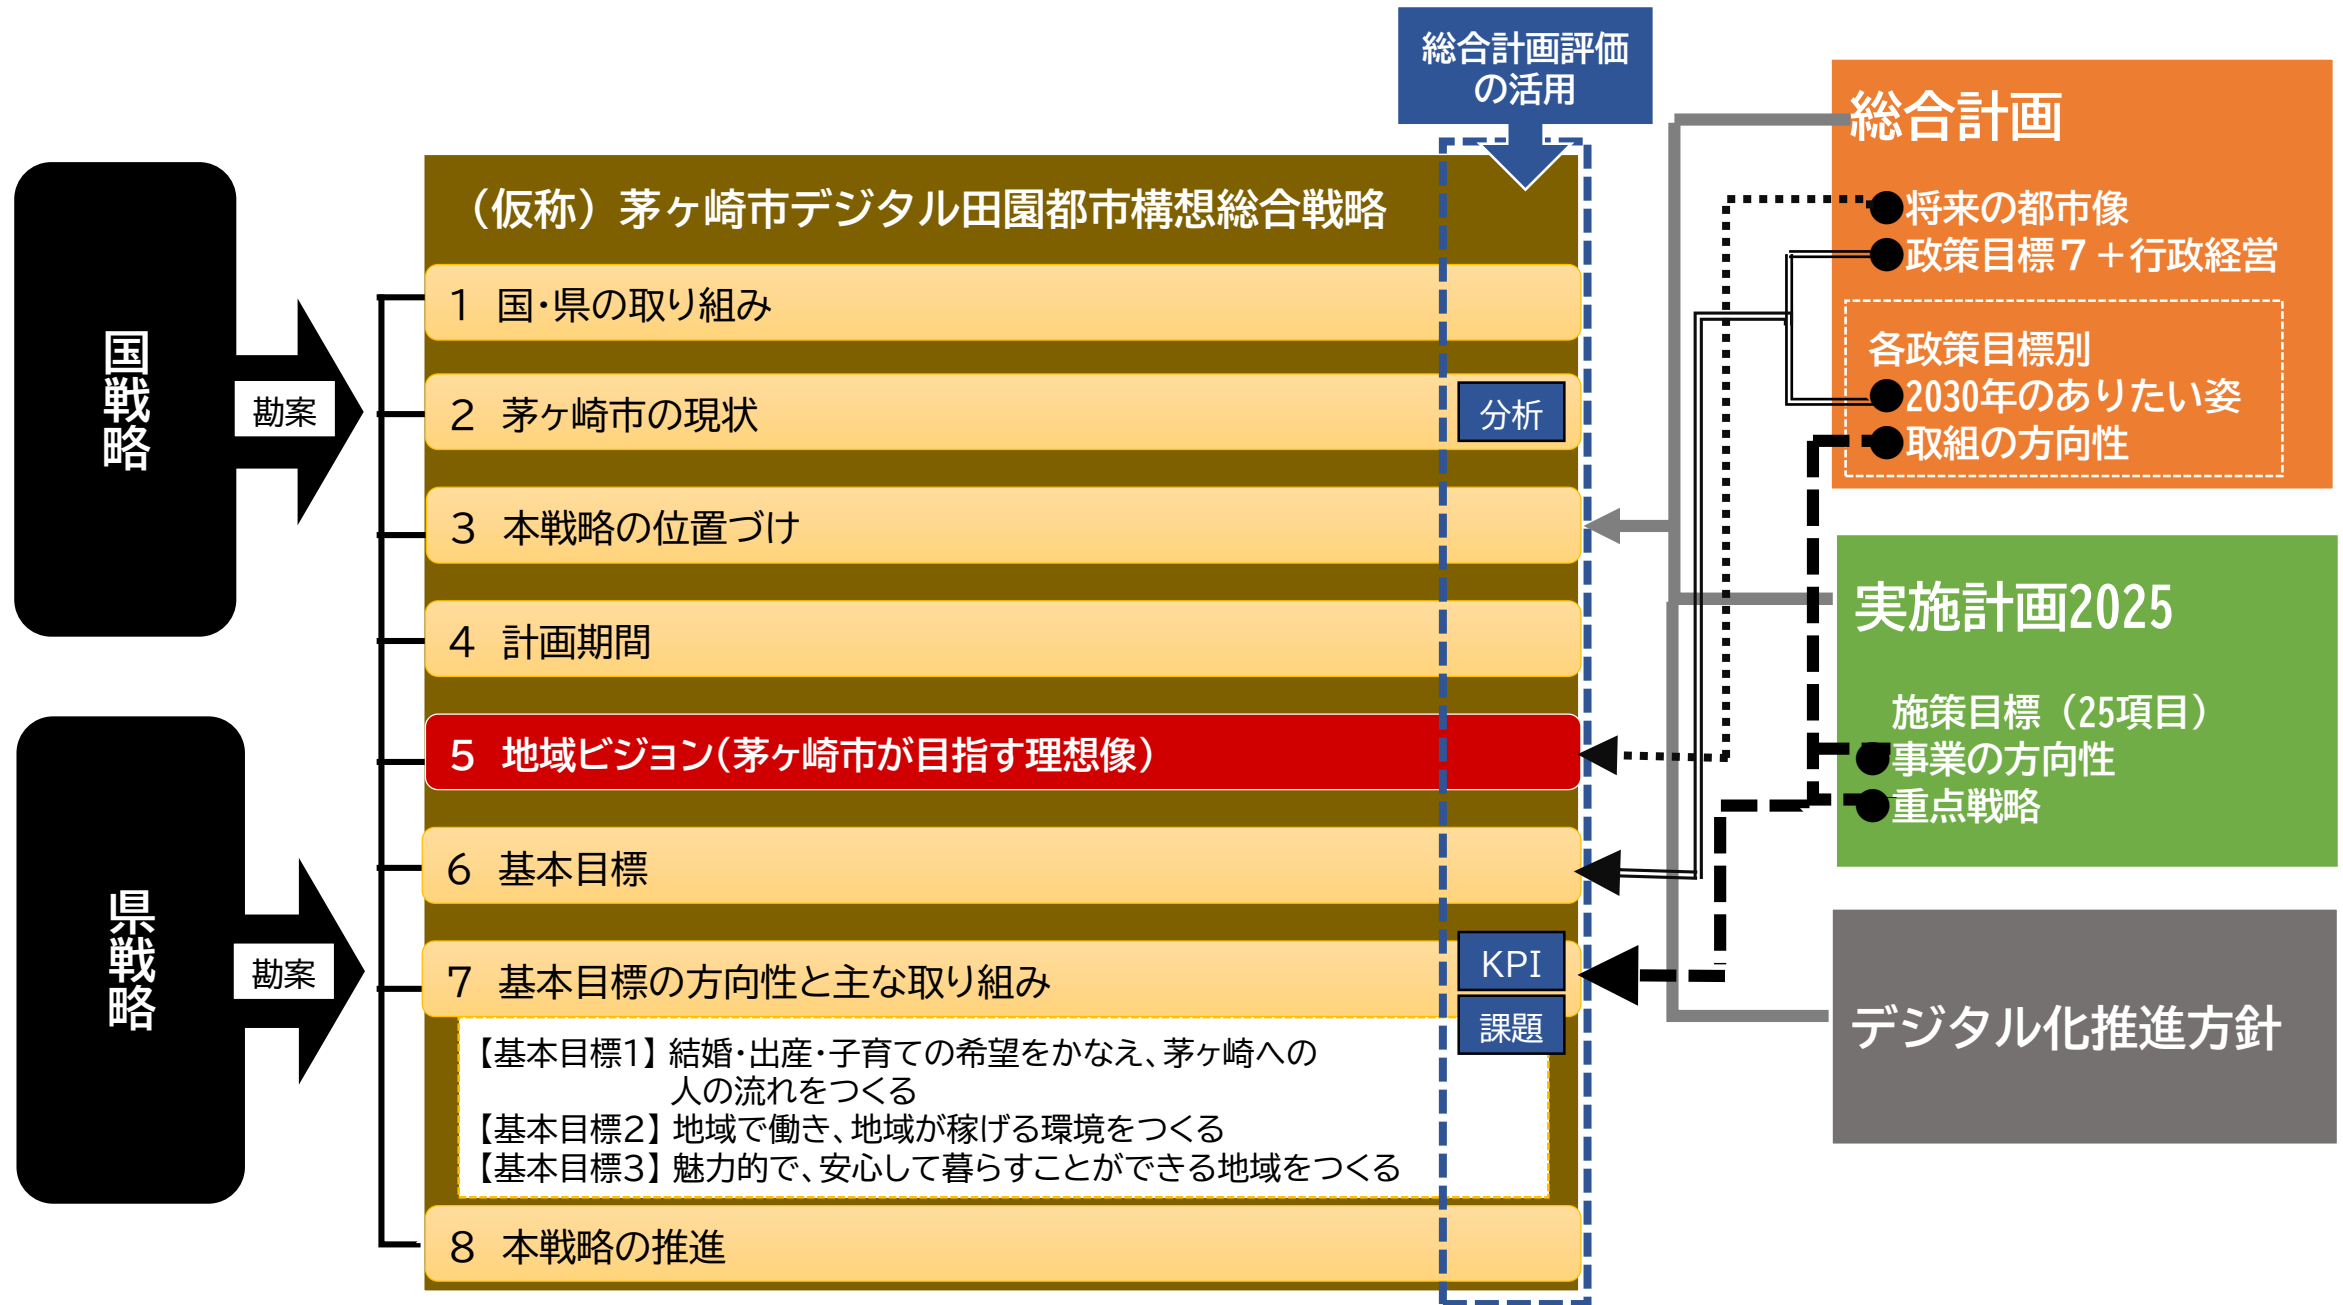 総合計画評価
の活用
国戦略
勘案
県戦略
勘案
（仮称）茅ヶ崎市デジタル田園都市構想総合戦略
１　国・県の取り組み
２　茅ヶ崎市の現状
分析
３　本戦略の位置づけ
４　計画期間
５　地域ビジョン（茅ヶ崎市が目指す理想像）
６　基本目標
７　基本目標の方向性と主な取り組み
KPI
課題
【基本目標１】 結婚・出産・子育ての希望をかなえ、茅ヶ崎への
人の流れをつくる
【基本目標２】 地域で働き、地域が稼げる環境をつくる
【基本目標３】 魅力的で、安心して暮らすことができる地域をつくる
８　本戦略の推進
総合計画
●将来の都市像
●政策目標７＋行政経営
各政策目標別
●2030年のありたい姿
●取組の方向性
実施計画2025
施策目標（25項目）
●事業の方向性
●重点戦略
デジタル化推進方針